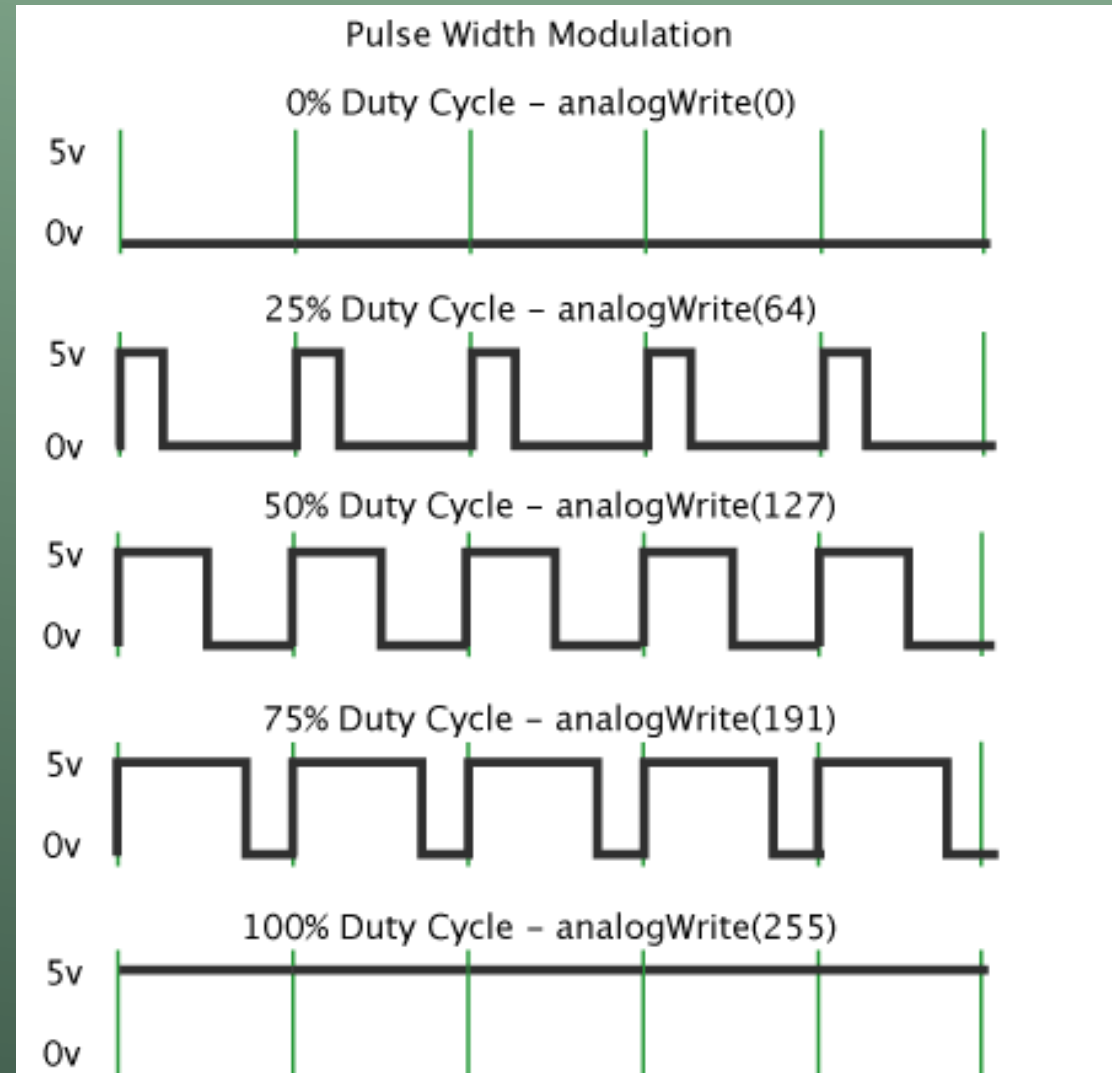 Pulse Width Modulation
0% Duty Cycle – analogWrite(0)
5v
0v
25% Duty Cycle – analogWrite(64)
5v
0v
50% Duty Cycle – analogWrite(127)
5v
0v
75% Duty Cycle – analogWrite(191)
5v
0v
100% Duty Cycle – analogWrite(255)
5v
0v